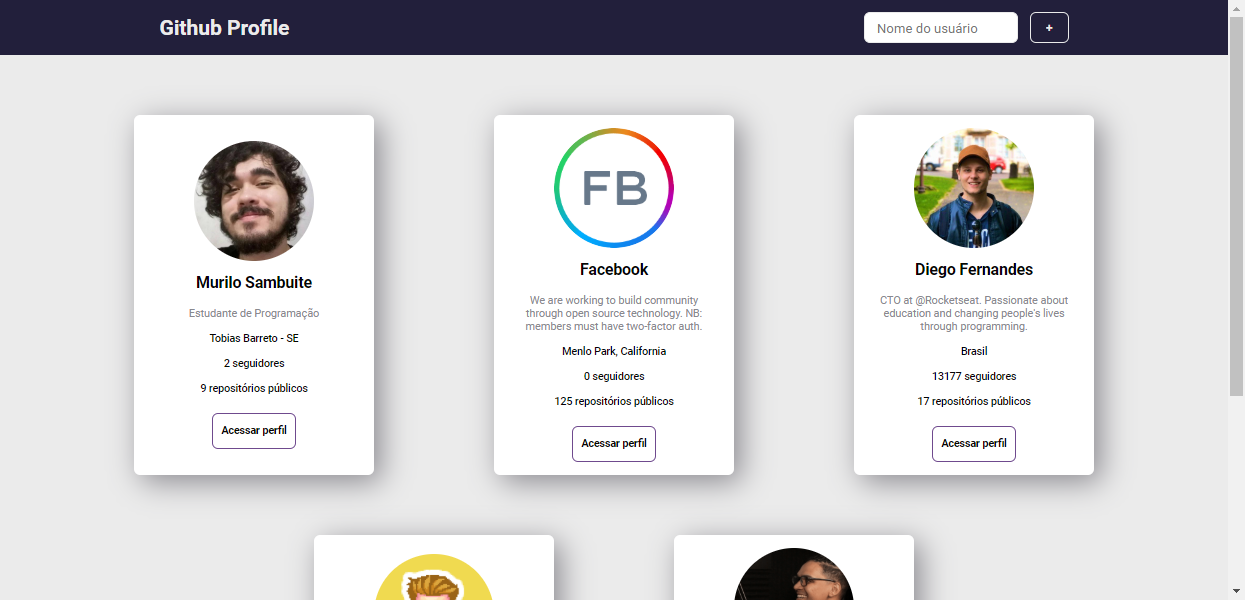 Github Profile
Nome do usuário
+
Murilo Sambuite
Estudante de Programação
Tobias Barreto - SE
2 seguidores
9 repositórios públicos
Acessar perfil
FB
Facebook
We are working to build community
through open source technology. NB:
members must have two-factor auth.
Menlo Park, California
0 seguidores
125 repositórios públicos
Acessar perfil
Diego Fernandes
CTO at @Rocketseat. Passionate about
education and changing people's lives
through programming.
Brasil
13177 seguidores
17 repositórios públicos
Acessar perfil